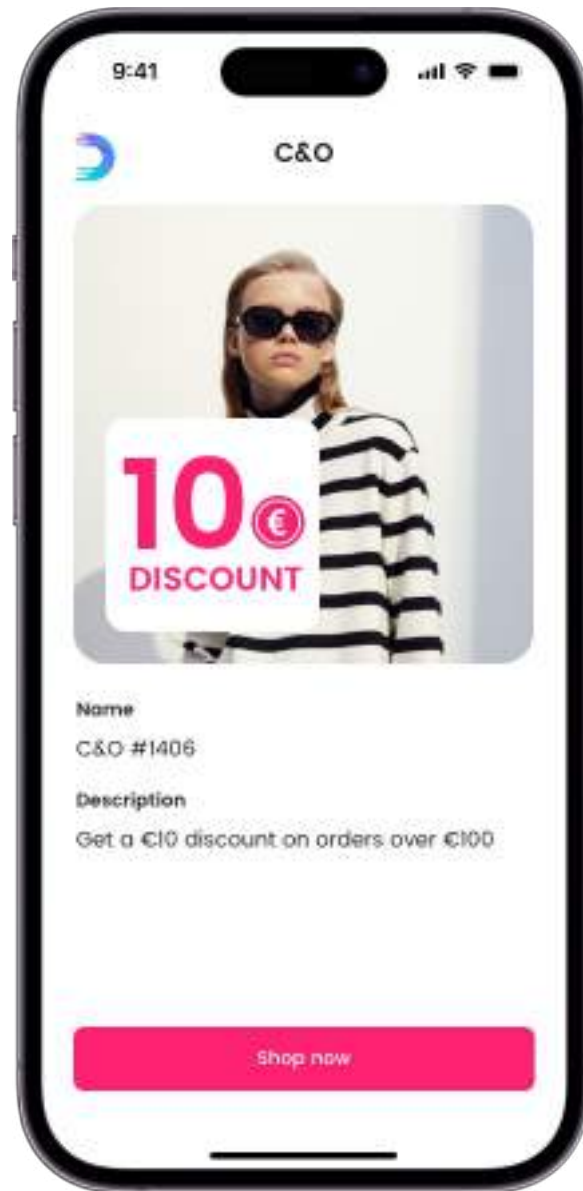 9:41
C&O
10€
DISCOUNT
Name
C&O #1406
Description
Get a €10 discount on orders over €100
Shop now